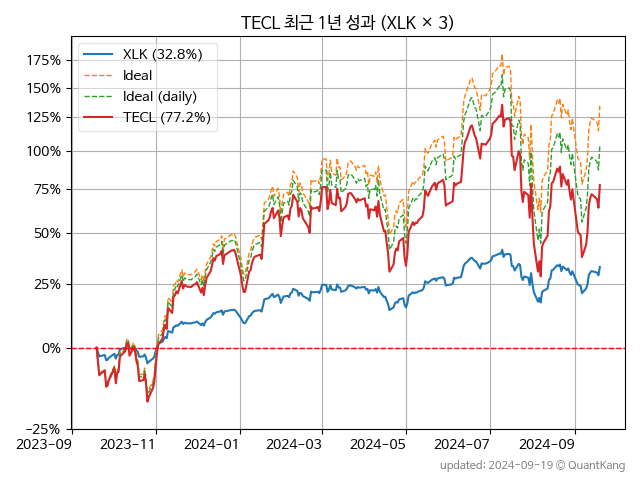 TECL 최근 1년 성과 (XLK × 3)
XLK (32.8%)
Ideal
Ideal (daily)
TECL (77.2%)
175%
150%
125%
100%
75%
50%
25%
0%
−25%
2023-09
2023-11
2024-01
2024-03
2024-05
2024-07
2024-09
updated: 2024-09-19 @ QuantKang